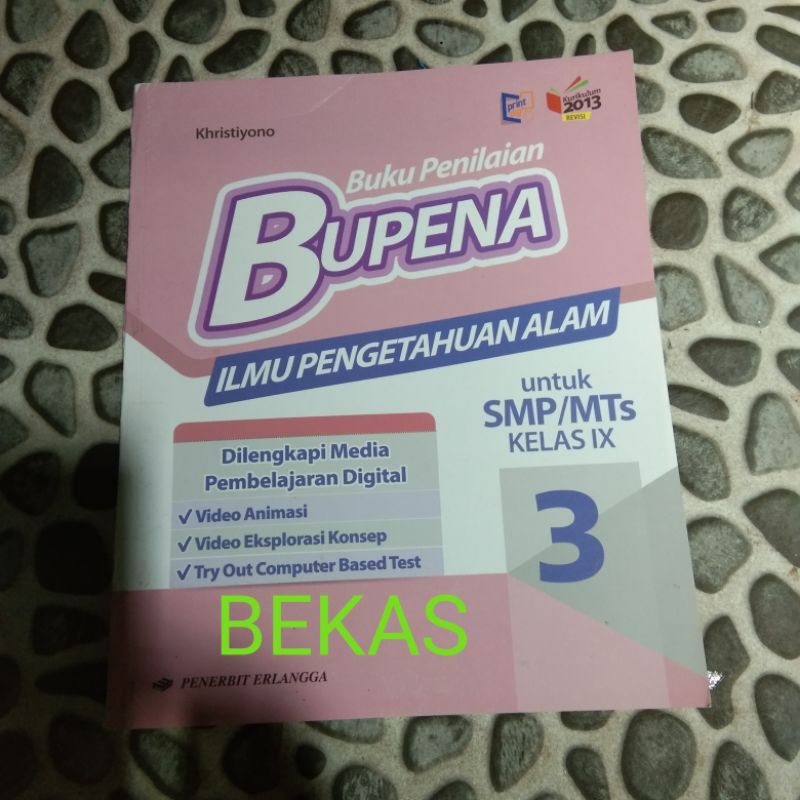 Khristiyono
print
Kurikulum
2013
REVISI
Buku Penilaian
BUPENA
ILMU PENGETAHUAN ALAM
untuk
SMP/MTs
KELAS IX
3
Dilengkapi Media
Pembelajaran Digital
√ Video Animasi
√ Video Eksplorasi Konsep
√ Try Out Computer Based Test
BEKAS
PENERBIT ERLANGGA